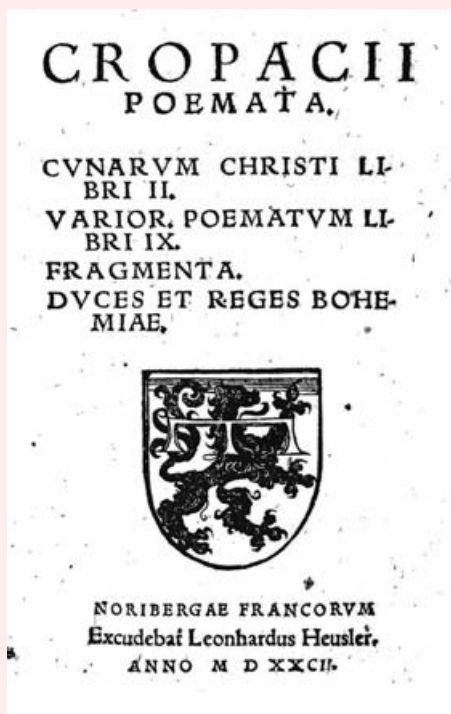 CROPACII
POEMATA.
CVNARVM CHRISTI LI-
BRI II.
VARIOR. POEMATVM LI-
BRI IX.
FRAGMENTA.
DVCES ET REGES BOHE-
MIAE.
NORIBERGAE FRANCORVM
Excudebat Leonhardus Heusler.
ANNO M D XXCII.